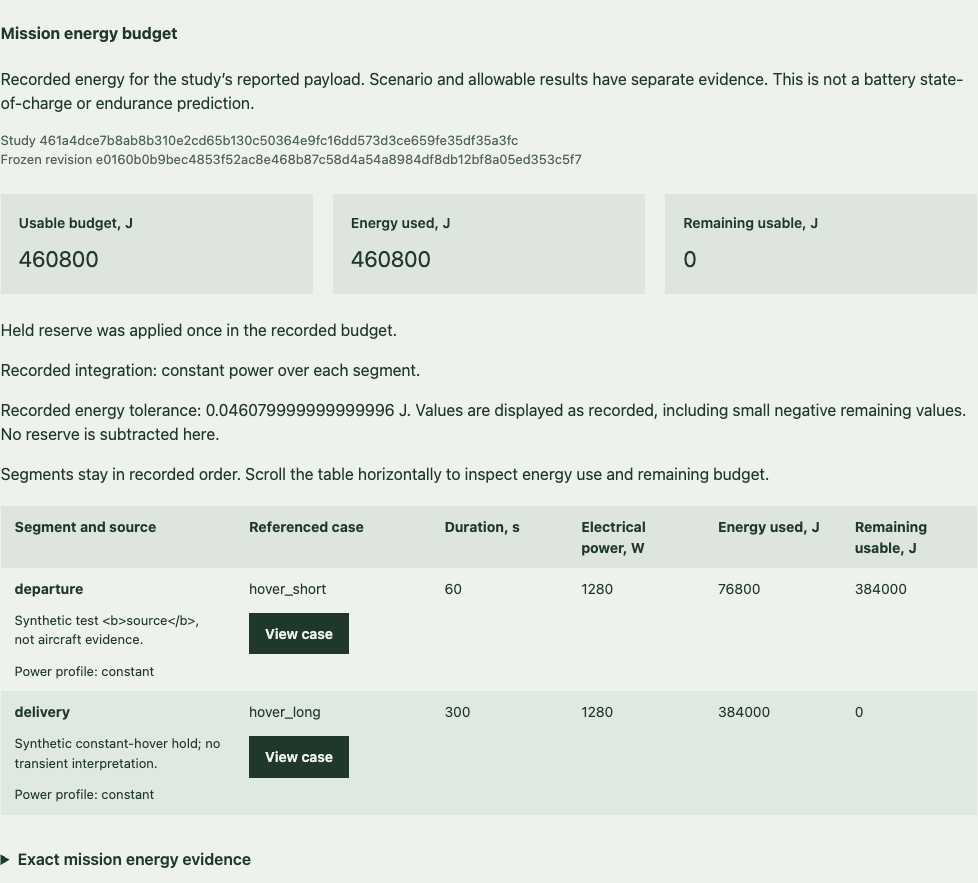 Mission energy budget
Recorded energy for the study’s reported payload. Scenario and allowable results have separate evidence. This is not a battery state-
of-charge or endurance prediction.
Study 461a4dce7b8ab8b310e2cd65b130c50364e9fc16dd573d3ce659fe35df35a3fc
Frozen revision e0160b0b9bec4853f52ac8e468b87c58d4a54a8984df8db12bf8a05ed353c5f7
Usable budget, J
460800
Energy used, J
460800
Remaining usable, J
0
Held reserve was applied once in the recorded budget.
Recorded integration: constant power over each segment.
Recorded energy tolerance: 0.046079999999999996 J. Values are displayed as recorded, including small negative remaining values.
No reserve is subtracted here.
Segments stay in recorded order. Scroll the table horizontally to inspect energy use and remaining budget.
Segment and source Referenced case Duration, s Electrical power, W Energy used, J Remaining usable, J
departure hover_short 60 1280 76800 384000
Synthetic test <b>source</b>,
not aircraft evidence.
View case
Power profile: constant
delivery hover_long 300 1280 384000 0
Synthetic constant-hover hold; no
transient interpretation.
View case
Power profile: constant
Exact mission energy evidence